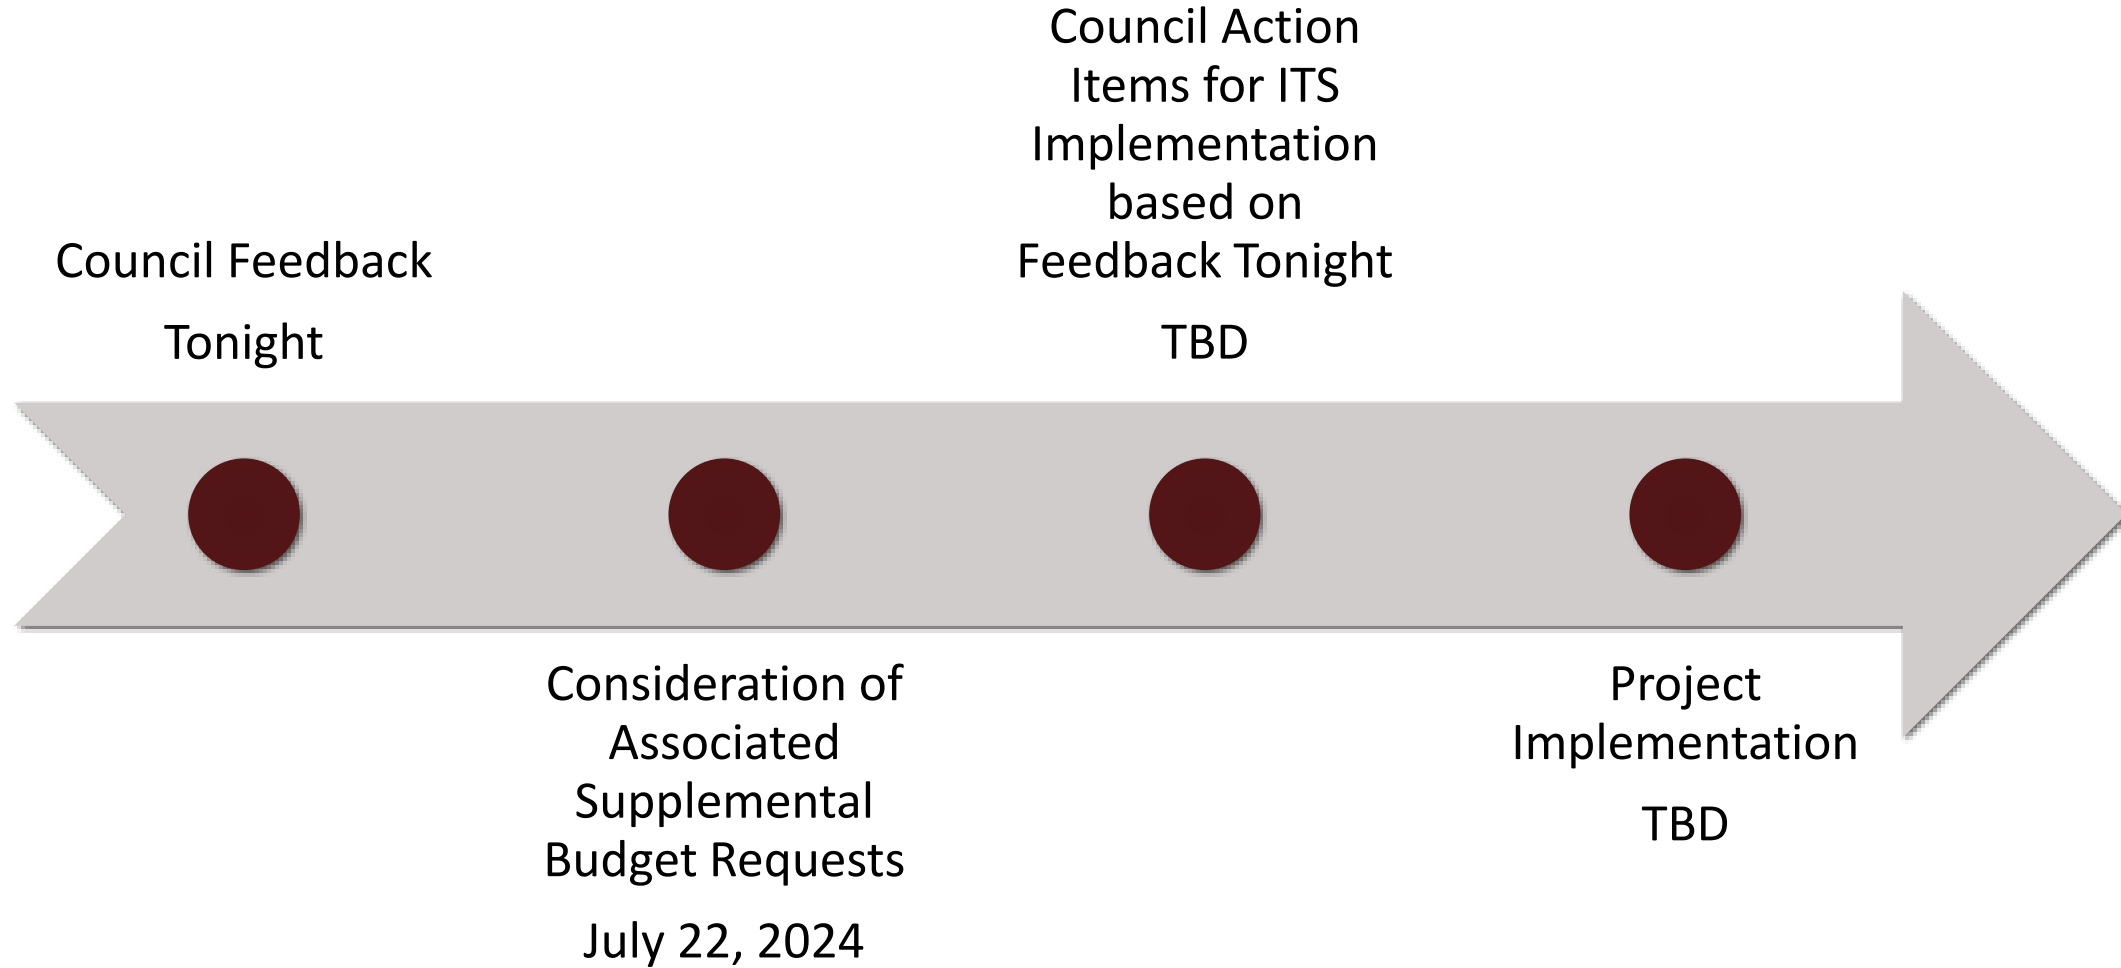 Council Feedback
Tonight
Consideration of
Associated
Supplemental
Budget Requests
July 22, 2024
Council Action
Items for ITS
Implementation
based on
Feedback Tonight
TBD
Project
Implementation
TBD